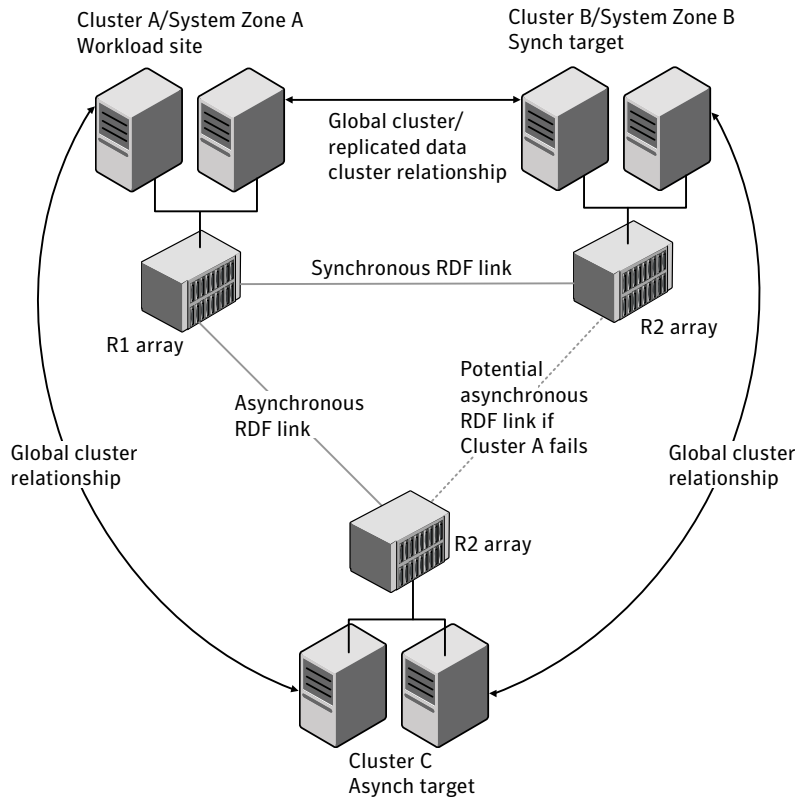 Cluster A/System Zone A
Workload site
Cluster B/System Zone B
Synch target
Global cluster/
replicated data
cluster relationship
Synchronous RDF link
R1 array
R2 array
Asynchronous
RDF link
Potential
asynchronous
RDF link if
Cluster A fails
Global cluster
relationship
Global cluster
relationship
R2 array
Cluster C
Asynch target